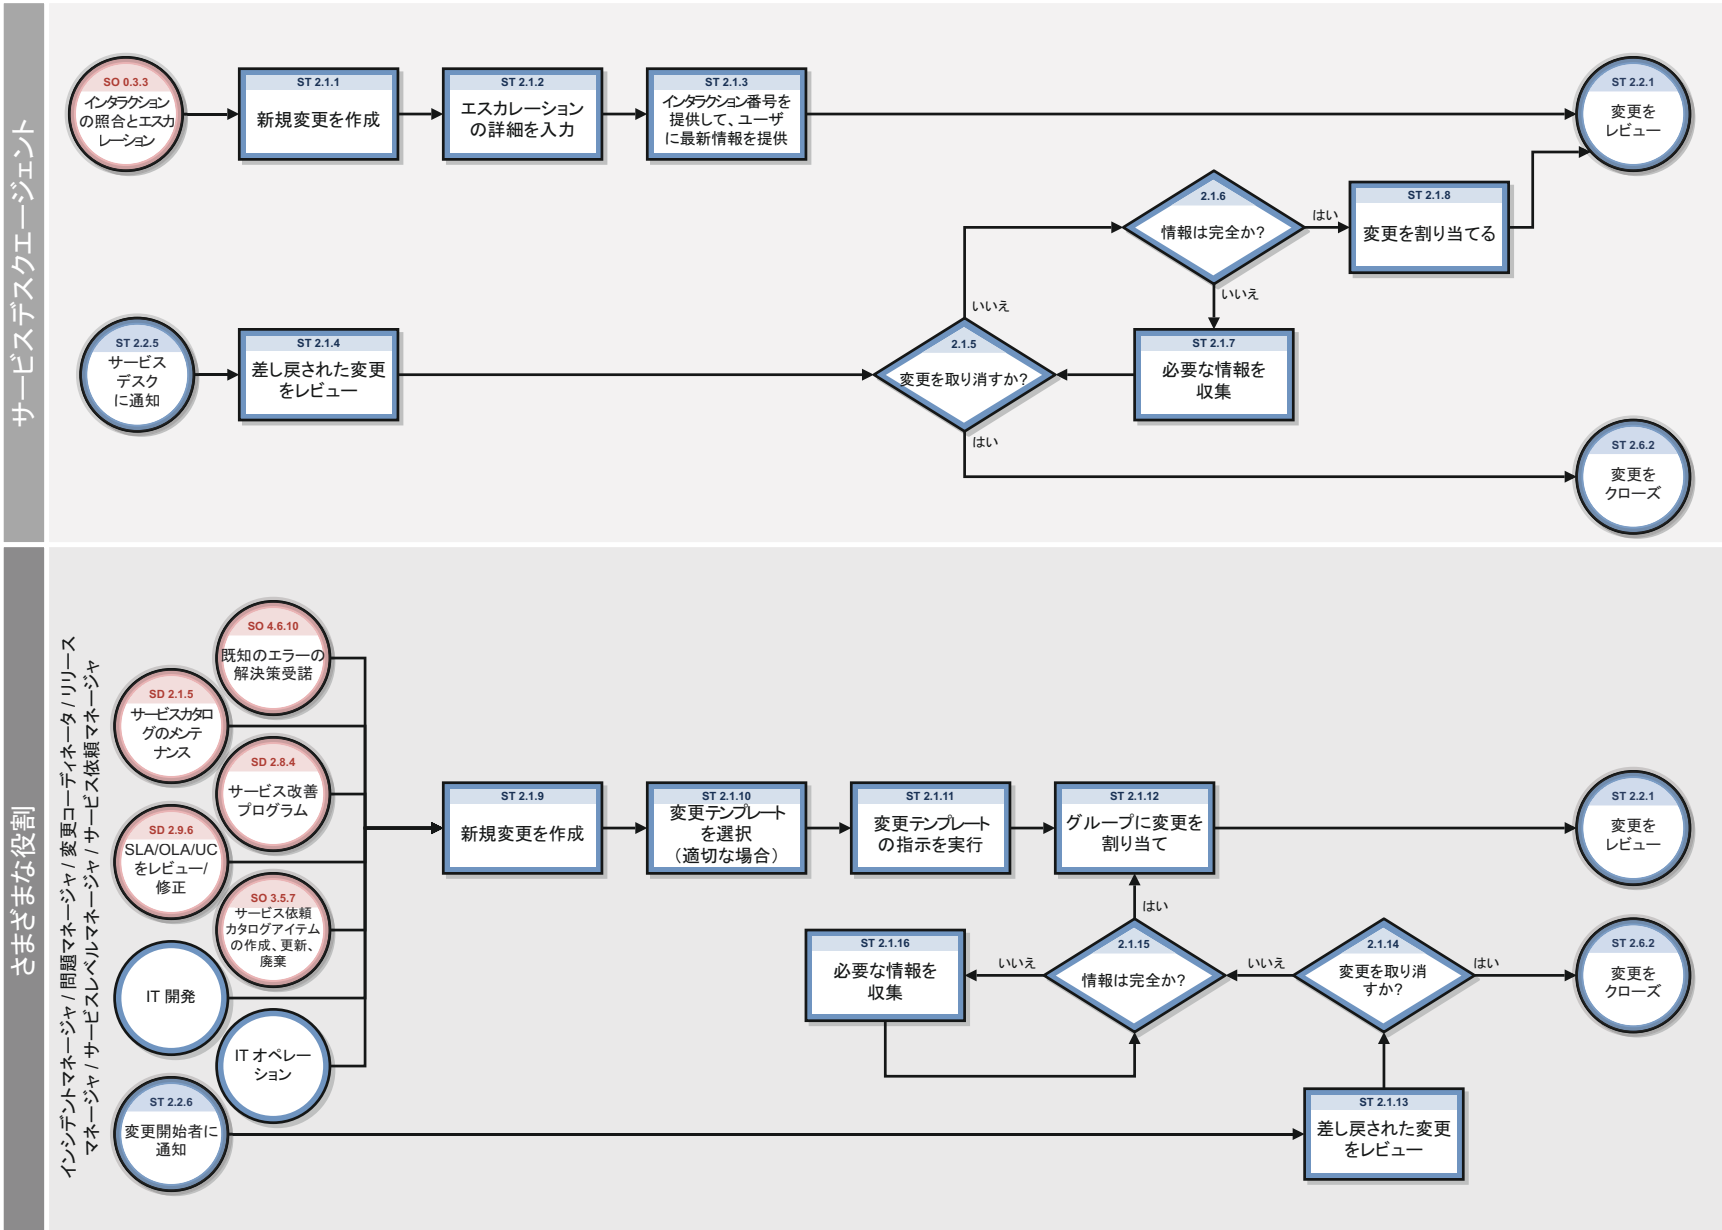 サービスデスクエージェント
SO 0.3.3
インタラクション
の照合とエスカ
レーション
ST 2.1.1
新規変更を作成
ST 2.1.2
エスカレーション
の詳細を入力
ST 2.1.3
インタラクション番号を
提供して、ユーザ
に最新情報を提供
ST 2.2.1
変更を
レビュー
2.1.6
情報は完全か?
はい
いいえ
ST 2.1.8
変更を割り当てる
ST 2.2.5
サービス
デスク
に通知
ST 2.1.4
差し戻された変更
をレビュー
2.1.5
変更を取り消すか?
いいえ
はい
ST 2.1.7
必要な情報を
収集
ST 2.6.2
変更を
クローズ
さまざまな役割
インシデントマネージャ / 問題マネージャ / 変更コーディネータ / リリース
マネージャ / サービスレベルマネージャ / サービス依頼マネージャ
SO 4.6.10
既知のエラーの
解決策受諾
SD 2.1.5
サービスカタロ
グのメンテ
ナンス
SD 2.8.4
サービス改善
プログラム
SD 2.9.6
SLA/OLA/UC
をレビュー/
修正
SO 3.5.7
サービス依頼
カタログアイテム
の作成、更新、
廃棄
IT 開発
IT オペレー
ション
ST 2.2.6
変更開始者に
通知
ST 2.1.9
新規変更を作成
ST 2.1.10
変更テンプレート
を選択
（適切な場合）
ST 2.1.11
変更テンプレート
の指示を実行
ST 2.1.12
グループに変更を
割り当て
ST 2.2.1
変更を
レビュー
はい
ST 2.1.16
必要な情報を
収集
いいえ
2.1.15
情報は完全か?
いいえ
2.1.14
変更を取り消
すか?
はい
ST 2.6.2
変更を
クローズ
ST 2.1.13
差し戻された変更
をレビュー